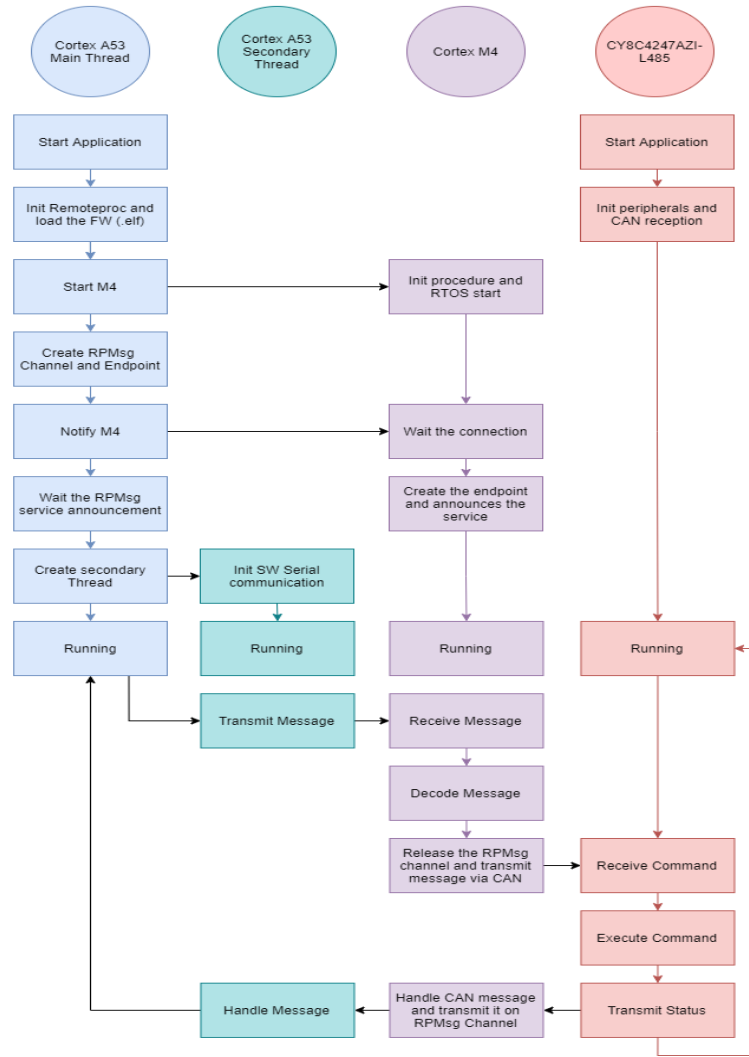 Cortex A53
Main Thread
Cortex A53
Secondary
Thread
Cortex M4
CY8C4247AZI-
L485
Start Application
Start Application
Init Remoteproc and
load the FW (.elf)
Init peripherals and
CAN reception
Start M4
Init procedure and
RTOS start
Create RPMsg
Channel and Endpoint
Notify M4
Wait the connection
Wait the RPMsg
service announcement
Create the endpoint
and announces the
service
Create secondary
Thread
Init SW Serial
communication
Running
Running
Running
Running
Transmit Message
Receive Message
Decode Message
Release the RPMsg
channel and transmit
message via CAN
Receive Command
Execute Command
Handle Message
Handle CAN message
and transmit it on
RPMsg Channel
Transmit Status